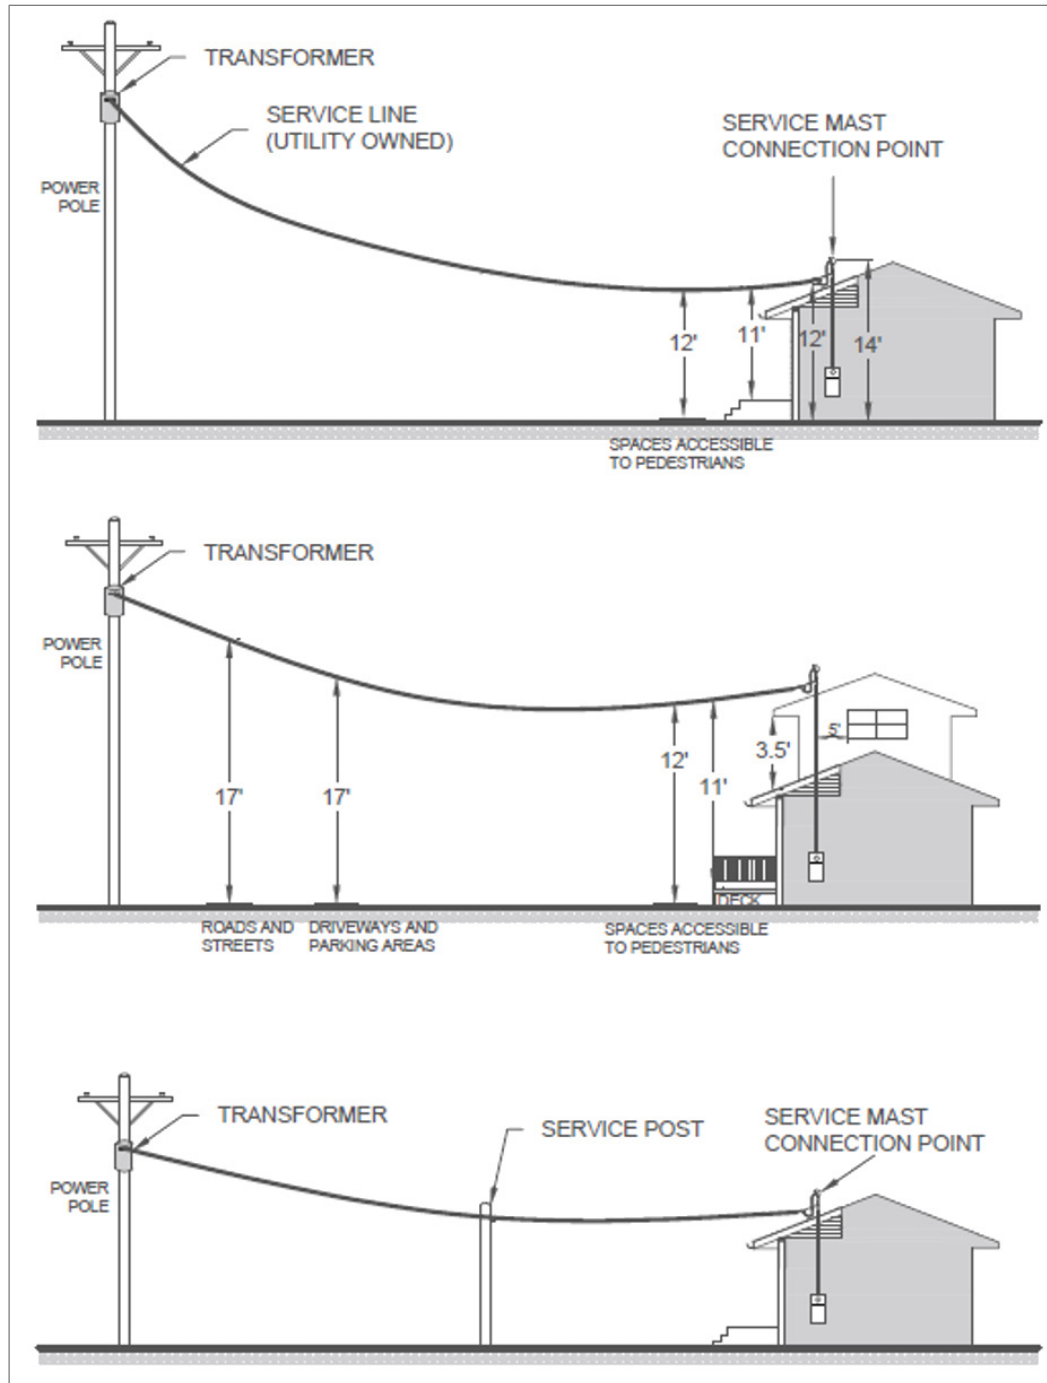 TRANSFORMER
SERVICE LINE
(UTILITY OWNED)
SERVICE MAST
CONNECTION POINT
POWER
POLE
12'
11'
12'
14'
SPACES ACCESSIBLE
TO PEDESTRIANS
TRANSFORMER
POWER
POLE
17'
17'
12'
11'
3.5'
5'
DECK
ROADS AND
STREETS
DRIVEWAYS AND
PARKING AREAS
SPACES ACCESSIBLE
TO PEDESTRIANS
TRANSFORMER
SERVICE POST
SERVICE MAST
CONNECTION POINT
POWER
POLE